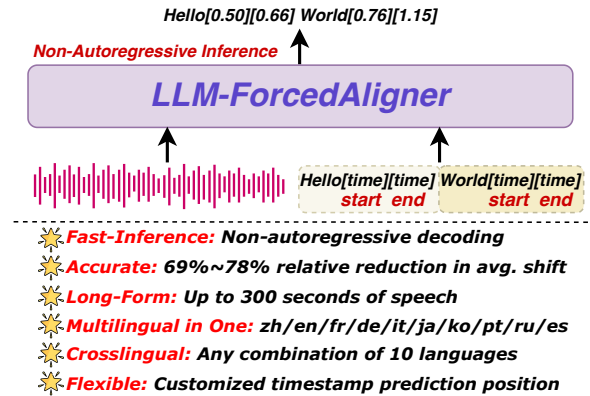 Hello[0.50][0.66] World[0.76][1.15]
Non-Autoregressive Inference
LLM-ForcedAligner
Hello[time][time] World[time][time]
start end start end
Fast-Inference: Non-autoregressive decoding
Accurate: 69%~78% relative reduction in avg. shift
Long-Form: Up to 300 seconds of speech
Multilingual in One: zh/en/fr/de/it/ja/ko/pt/ru/es
Crosslingual: Any combination of 10 languages
Flexible: Customized timestamp prediction position